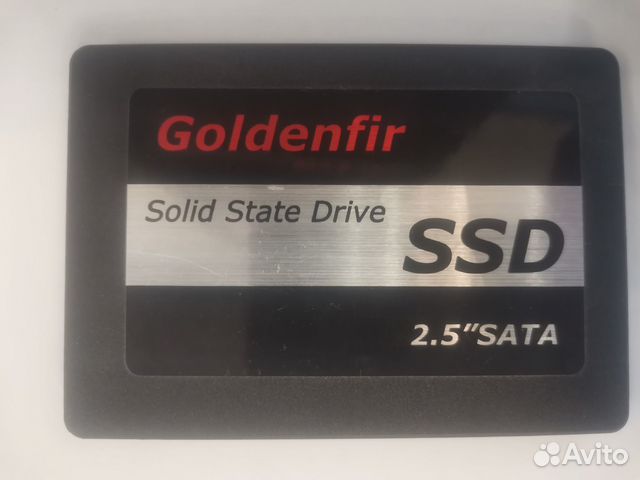 Goldenfir
Solid State Drive
SSD
2.5"SATA
Avito